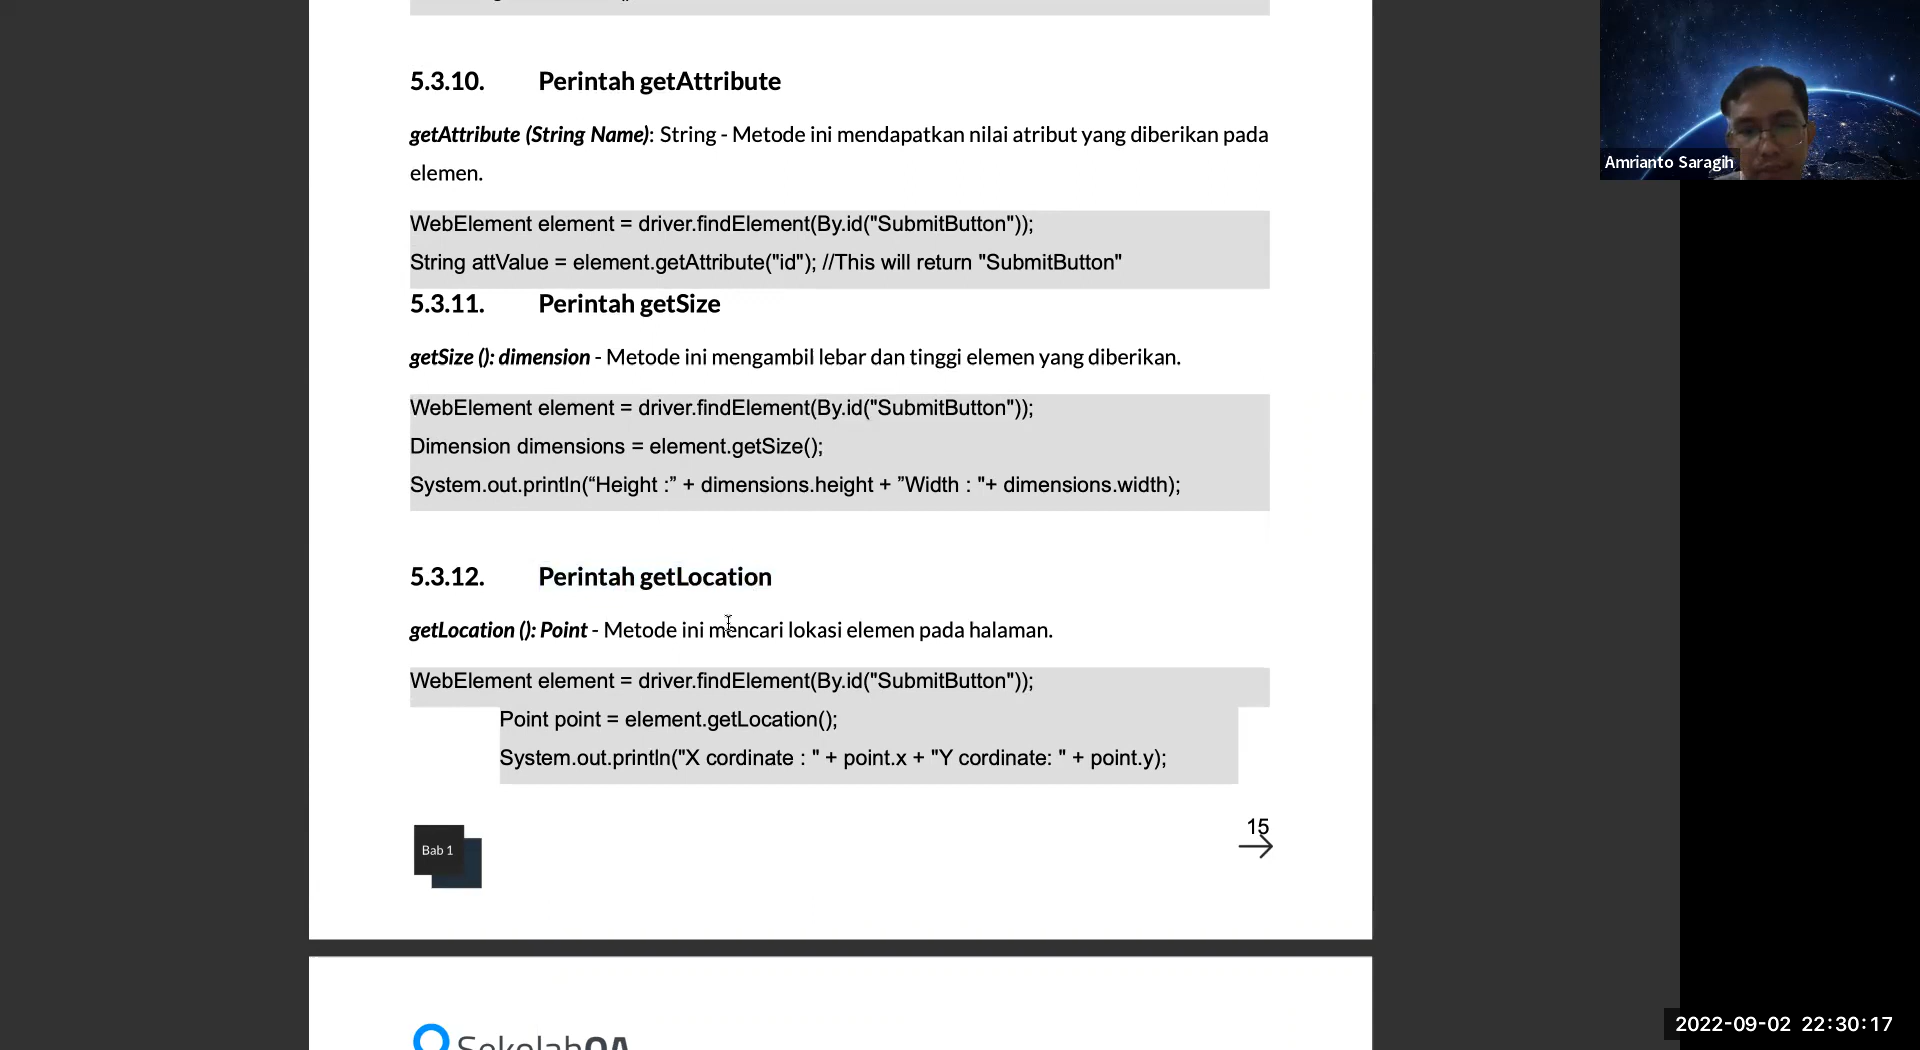 5.3.10. Perintah getAttribute
getAttribute (String Name): String - Metode ini mendapatkan nilai atribut yang diberikan pada
elemen.
WebElement element = driver.findElement(By.id("SubmitButton"));
String attValue = element.getAttribute("id"); //This will return "SubmitButton"
5.3.11. Perintah getSize
getSize (): dimension - Metode ini mengambil lebar dan tinggi elemen yang diberikan.
WebElement element = driver.findElement(By.id("SubmitButton"));
Dimension dimensions = element.getSize();
System.out.println(“Height :” + dimensions.height + ”Width : "+ dimensions.width);
5.3.12. Perintah getLocation
getLocation (): Point - Metode ini mencari lokasi elemen pada halaman.
WebElement element = driver.findElement(By.id("SubmitButton"));
Point point = element.getLocation();
System.out.println("X cordinate : " + point.x + "Y cordinate: " + point.y);
15
Bab 1
SekolahQA
Amrianto Saragih
2022-09-02 22:30:17